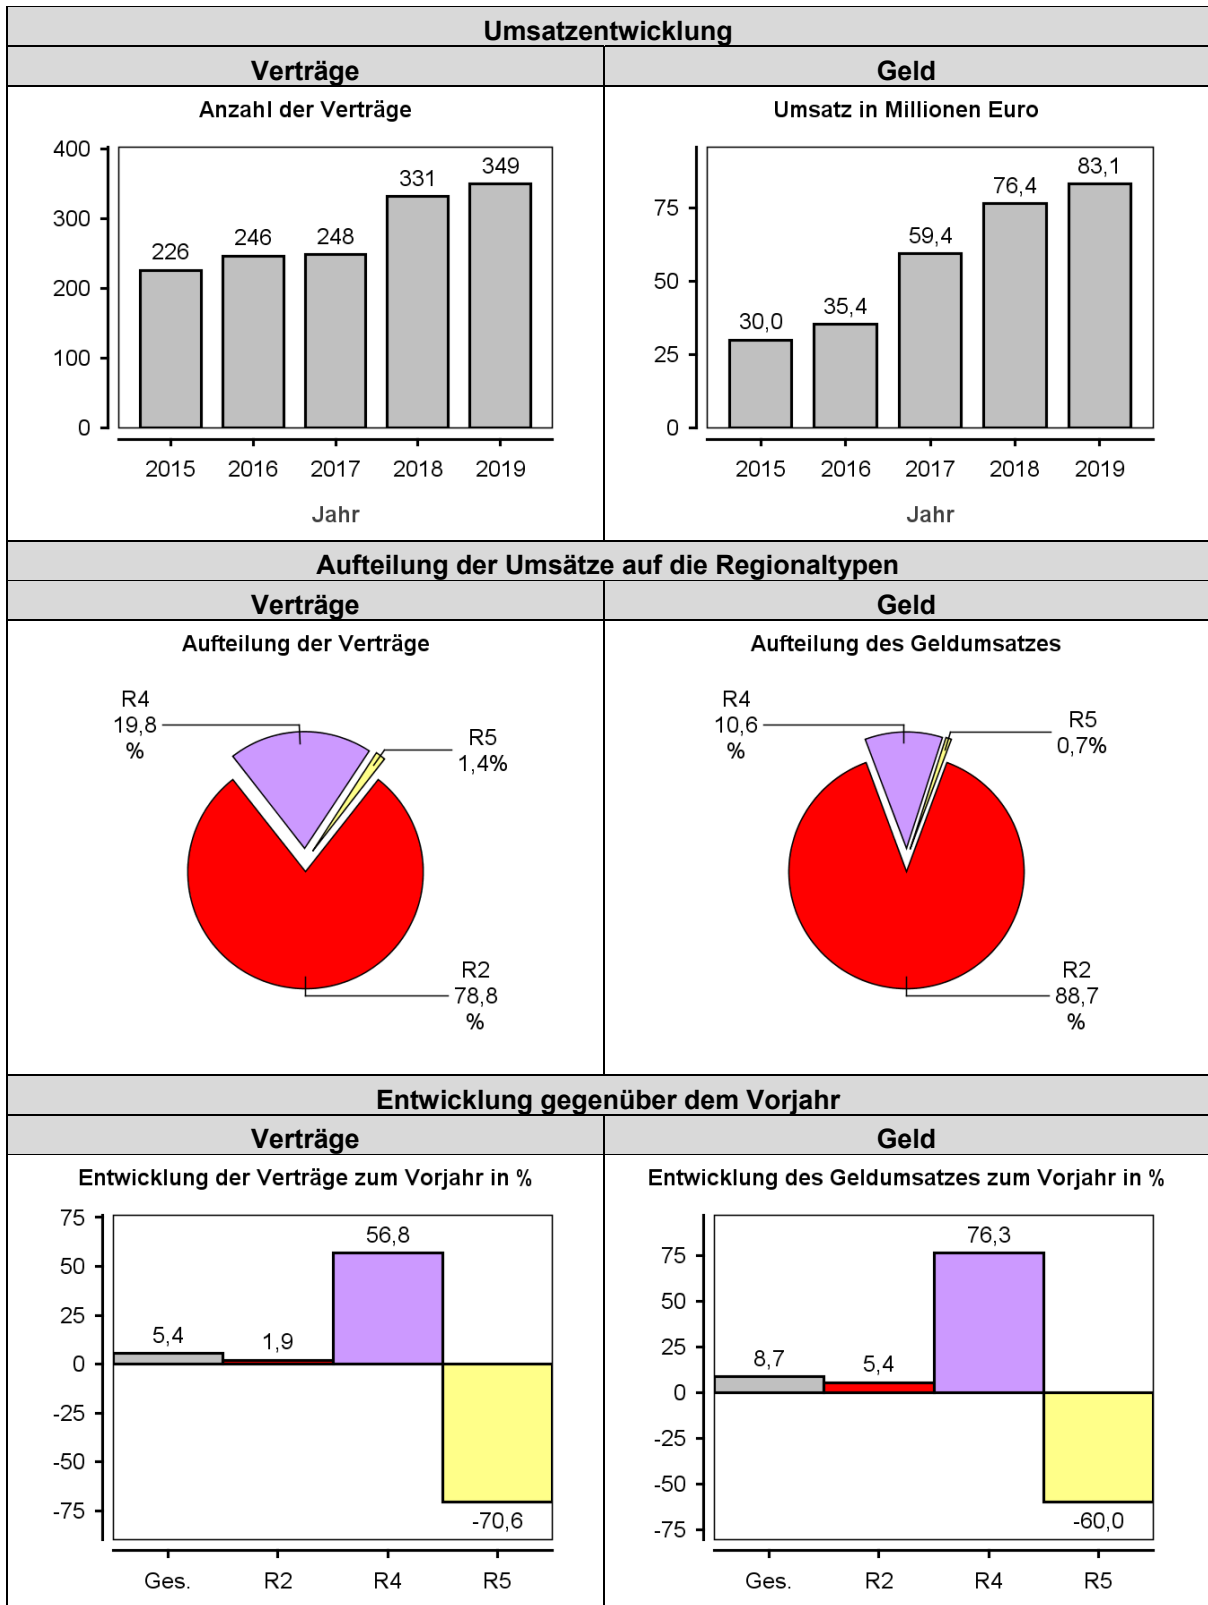 Umsatzentwicklung
Verträge
Geld
Anzahl der Verträge
400
300
200
100
0
226
246
248
331
349
2015
2016
2017
2018
2019
Jahr
Umsatz in Millionen Euro
75
50
25
0
30,0
35,4
59,4
76,4
83,1
2015
2016
2017
2018
2019
Jahr
Aufteilung der Umsätze auf die Regionaltypen
Verträge
Geld
Aufteilung der Verträge
R4
19,8
%
R5
1,4%
R2
78,8
%
Aufteilung des Geldumsatzes
R4
10,6
%
R5
0,7%
R2
88,7
%
Entwicklung gegenüber dem Vorjahr
Verträge
Geld
Entwicklung der Verträge zum Vorjahr in %
75
50
25
0
-25
-50
-75
5,4
1,9
56,8
-70,6
Ges.
R2
R4
R5
Entwicklung des Geldumsatzes zum Vorjahr in %
75
50
25
0
-25
-50
-75
8,7
5,4
76,3
-60,0
Ges.
R2
R4
R5